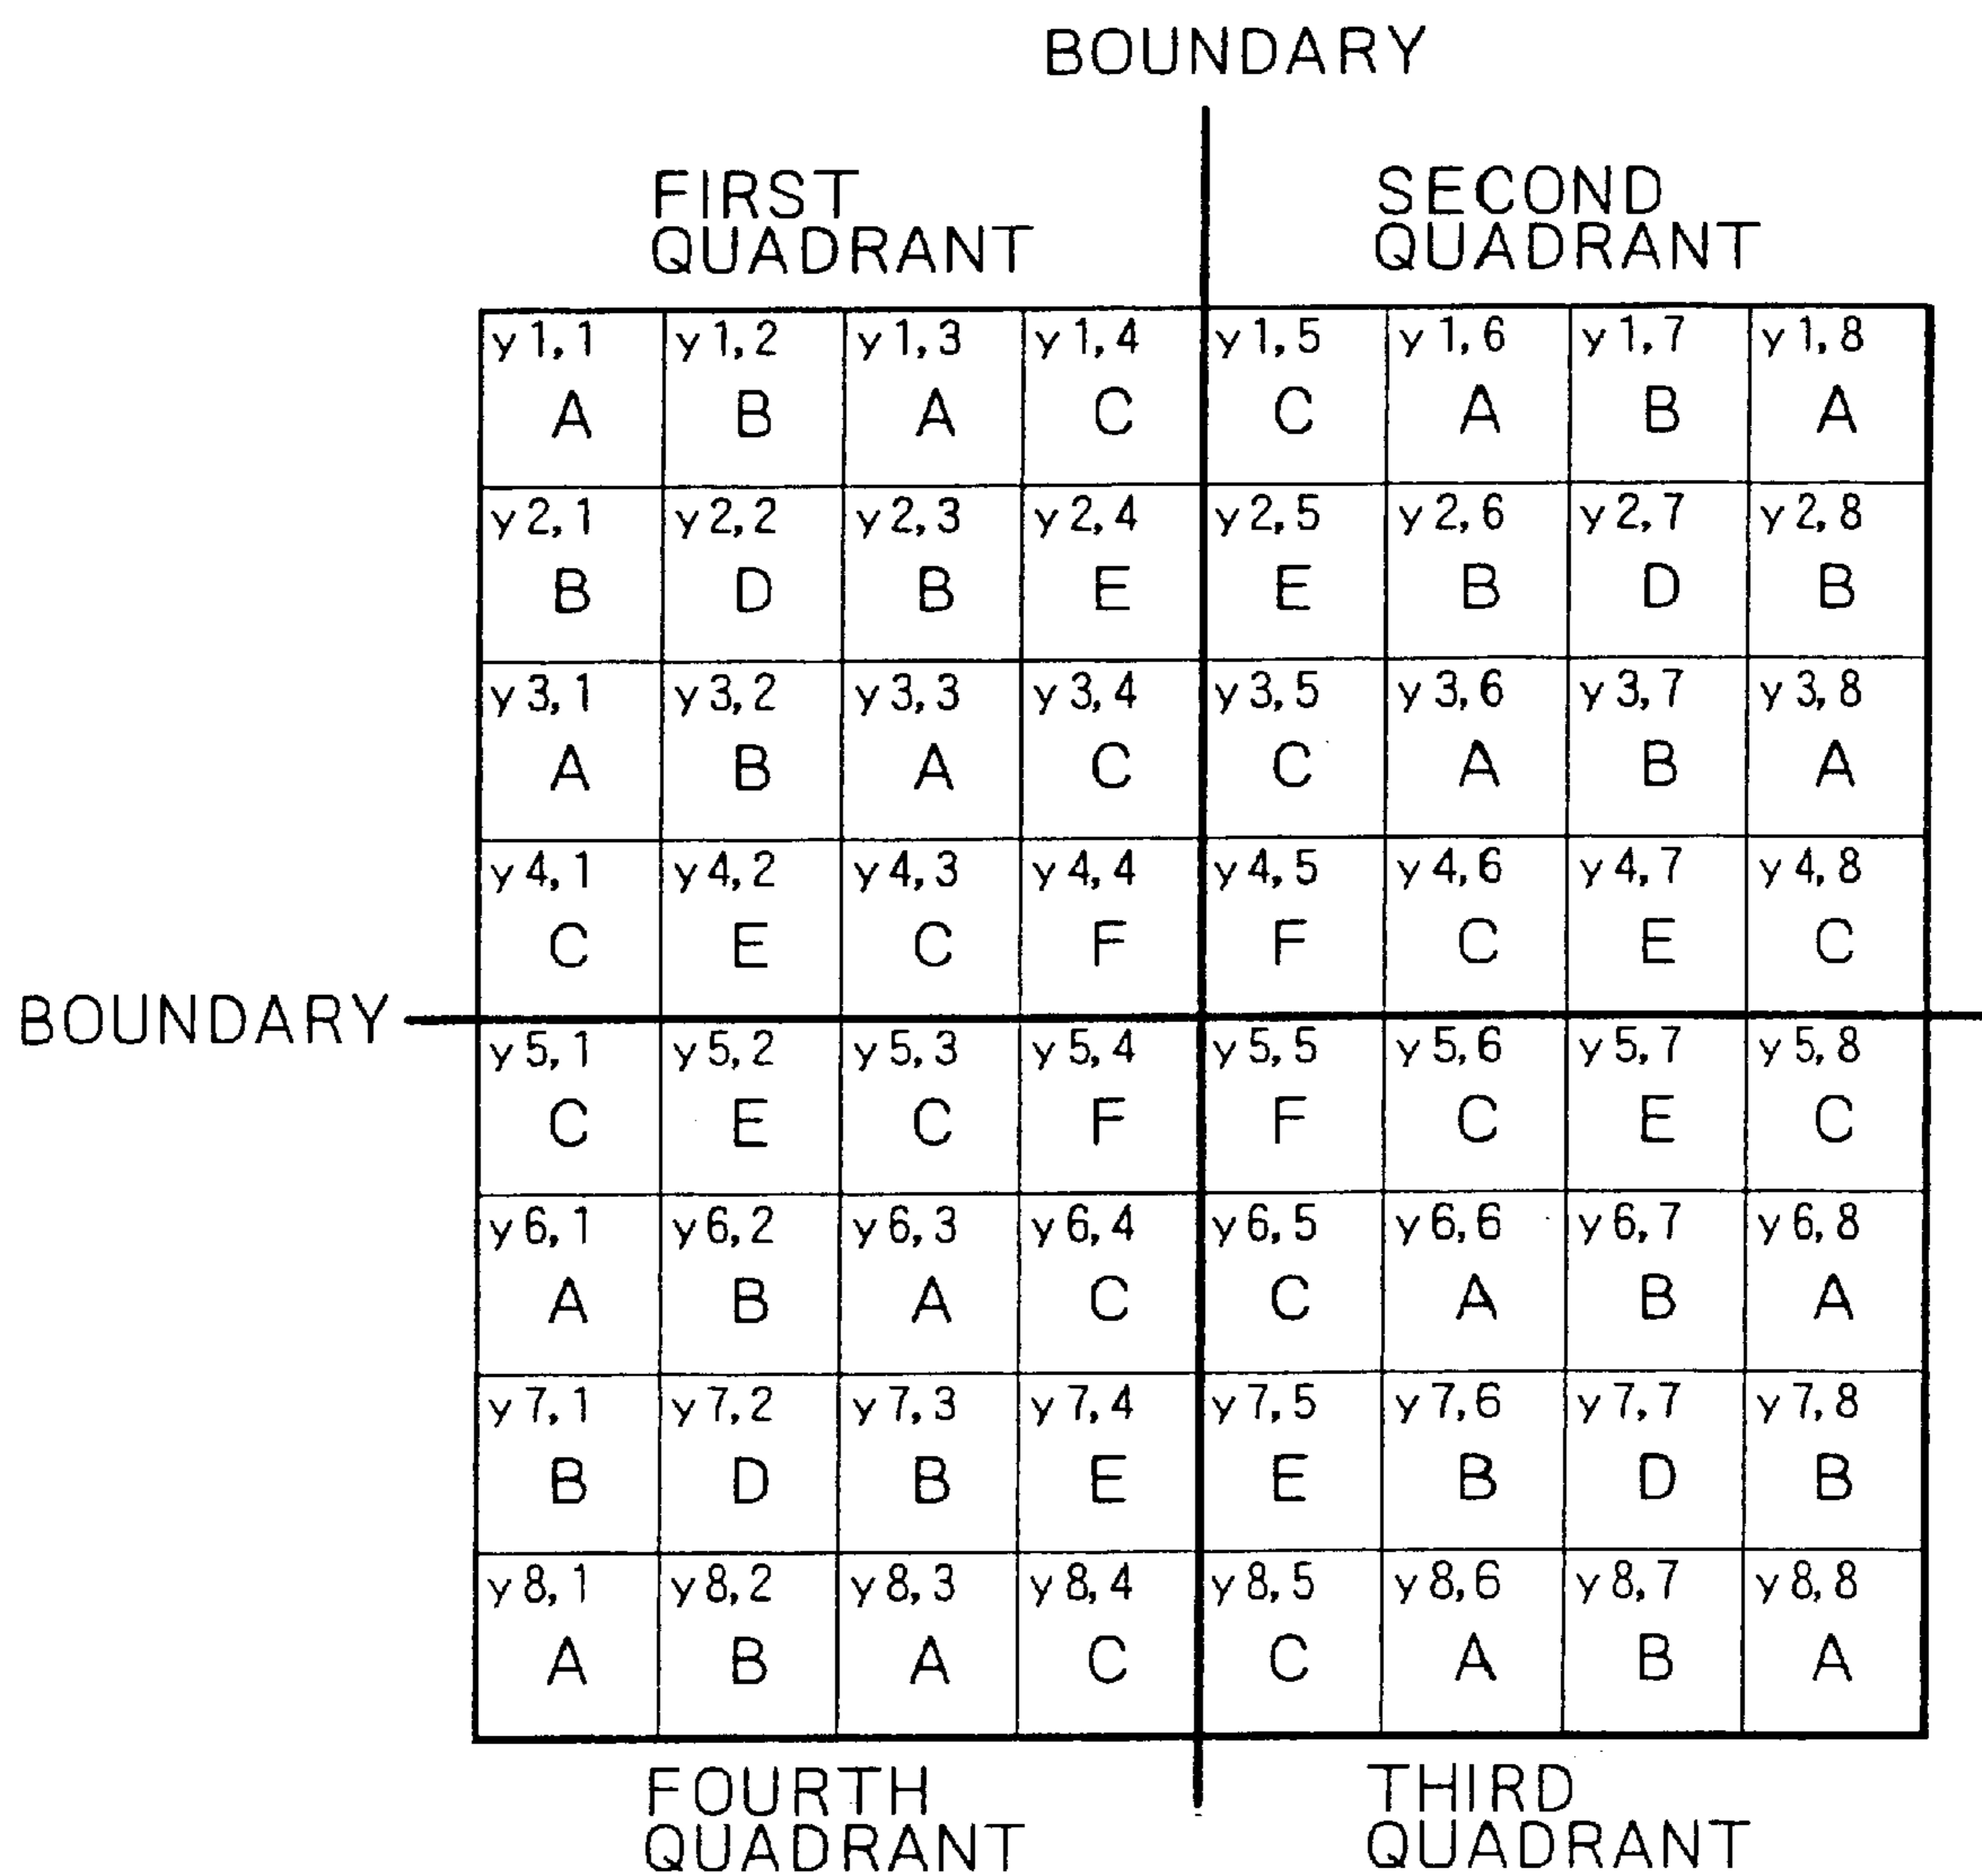 BOUNDARY
FIRST
QUADRANT
SECOND
QUADRANT
y1,1 y1,2 y1,3 y1,4 y1,5 y1,6 y1,7 y1,8
A B A C C A B A
y2,1 y2,2 y2,3 y2,4 y2,5 y2,6 y2,7 y2,8
B D B E E B D B
y3,1 y3,2 y3,3 y3,4 y3,5 y3,6 y3,7 y3,8
A B A C C A B A
y4,1 y4,2 y4,3 y4,4 y4,5 y4,6 y4,7 y4,8
C E C F F C E C
BOUNDARY
y5,1 y5,2 y5,3 y5,4 y5,5 y5,6 y5,7 y5,8
C E C F F C E C
y6,1 y6,2 y6,3 y6,4 y6,5 y6,6 y6,7 y6,8
A B A C C A B A
y7,1 y7,2 y7,3 y7,4 y7,5 y7,6 y7,7 y7,8
B D B E E B D B
y8,1 y8,2 y8,3 y8,4 y8,5 y8,6 y8,7 y8,8
A B A C C A B A
FOURTH
QUADRANT
THIRD
QUADRANT